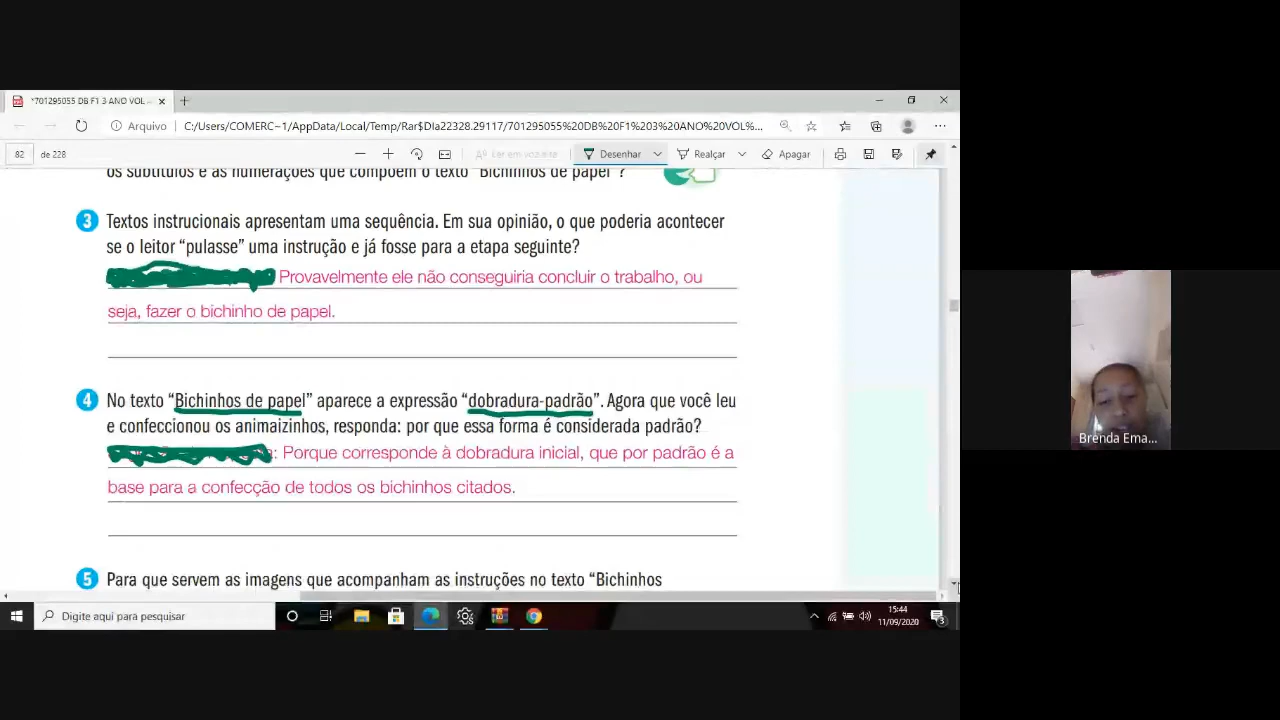 *701295055 DB F1 3 ANO VOL
Arquivo
C:/Users/COMERC~1/AppData/Local/Temp/Rar$DIa22328.29117/701295055%20DB%20F1%203%20ANO%20VOL%...
82 de 228
Ler em voz alta
Desenhar
Realçar
Apagar
os subtítulos e as numerações que compõem o texto “Bichinhos de papel”?
3 Textos instrucionais apresentam uma sequência. Em sua opinião, o que poderia acontecer
se o leitor “pulasse” uma instrução e já fosse para a etapa seguinte?
Provavelmente ele não conseguiria concluir o trabalho, ou
seja, fazer o bichinho de papel.
4 No texto “Bichinhos de papel” aparece a expressão “dobradura-padrão”. Agora que você leu
e confeccionou os animaizinhos, responda: por que essa forma é considerada padrão?
: Porque corresponde à dobradura inicial, que por padrão é a
base para a confecção de todos os bichinhos citados.
5 Para que servem as imagens que acompanham as instruções no texto “Bichinhos
Brenda Ema...
Digite aqui para pesquisar
15:44
11/09/2020
3